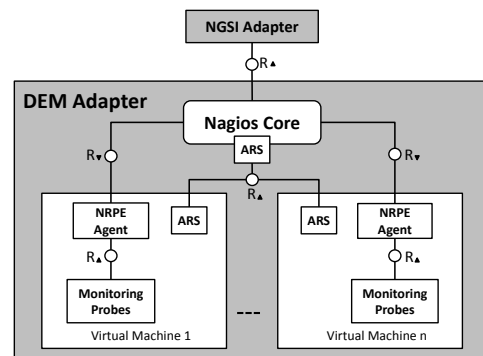 NGSI Adapter
R▲
DEM Adapter
Nagios Core
ARS
R▼
R▼
R▲
NRPE
Agent
ARS
ARS
NRPE
Agent
R▲
R▲
Monitoring
Probes
Monitoring
Probes
Virtual Machine 1
---
Virtual Machine n